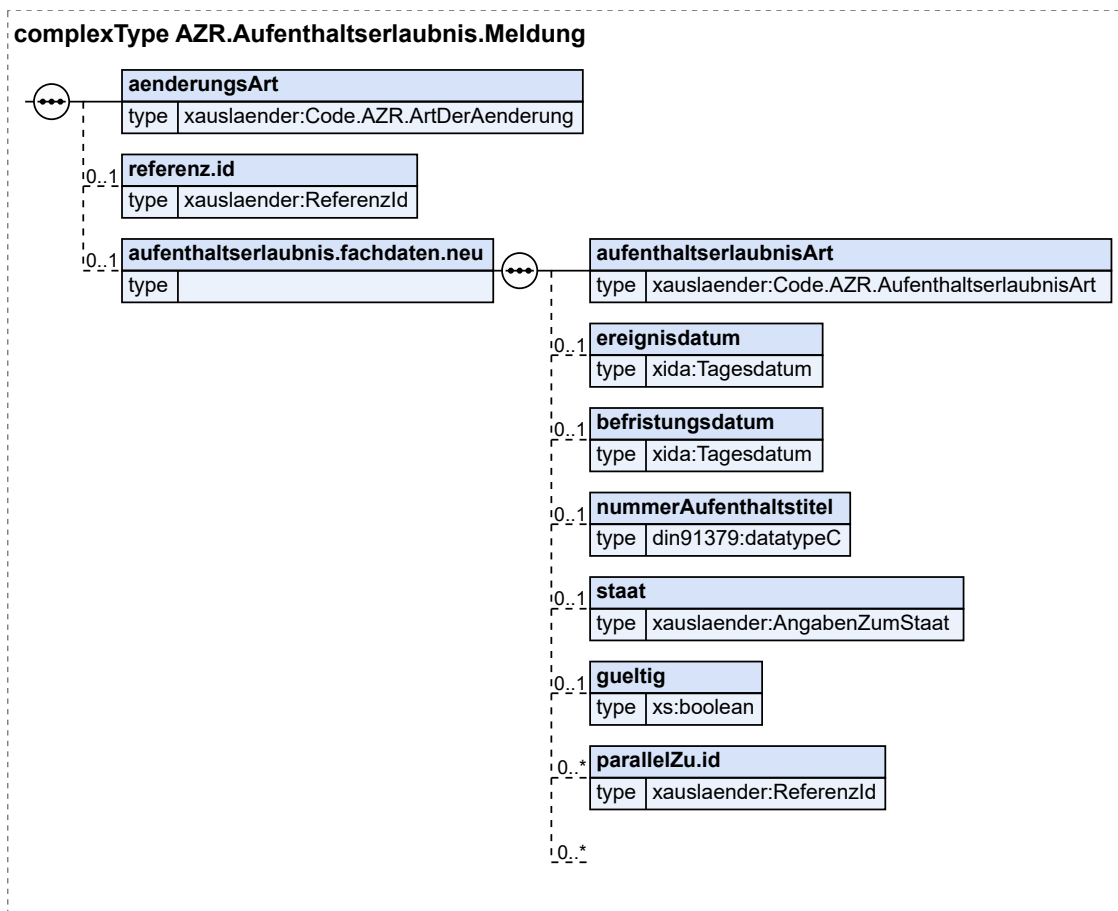 complexType AZR.Aufenthaltserlaubnis.Meldung
aenderungsArt
type xauslaender:Code.AZR.ArtDerAenderung
0..1 referenz.id
type xauslaender:ReferenzId
0..1 aufenthaltserlaubnis.fachdaten.neu
type
aufenthaltserlaubnisArt
type xauslaender:Code.AZR.AufenthaltserlaubnisArt
0..1 ereignisdatum
type xida:Tagesdatum
0..1 befristungsdatum
type xida:Tagesdatum
0..1 nummerAufenthaltstitel
type din91379:datatypeC
0..1 staat
type xauslaender:AngabenZumStaat
0..1 gueltig
type xs:boolean
0..* parallelZu.id
type xauslaender:ReferenzId
0..*